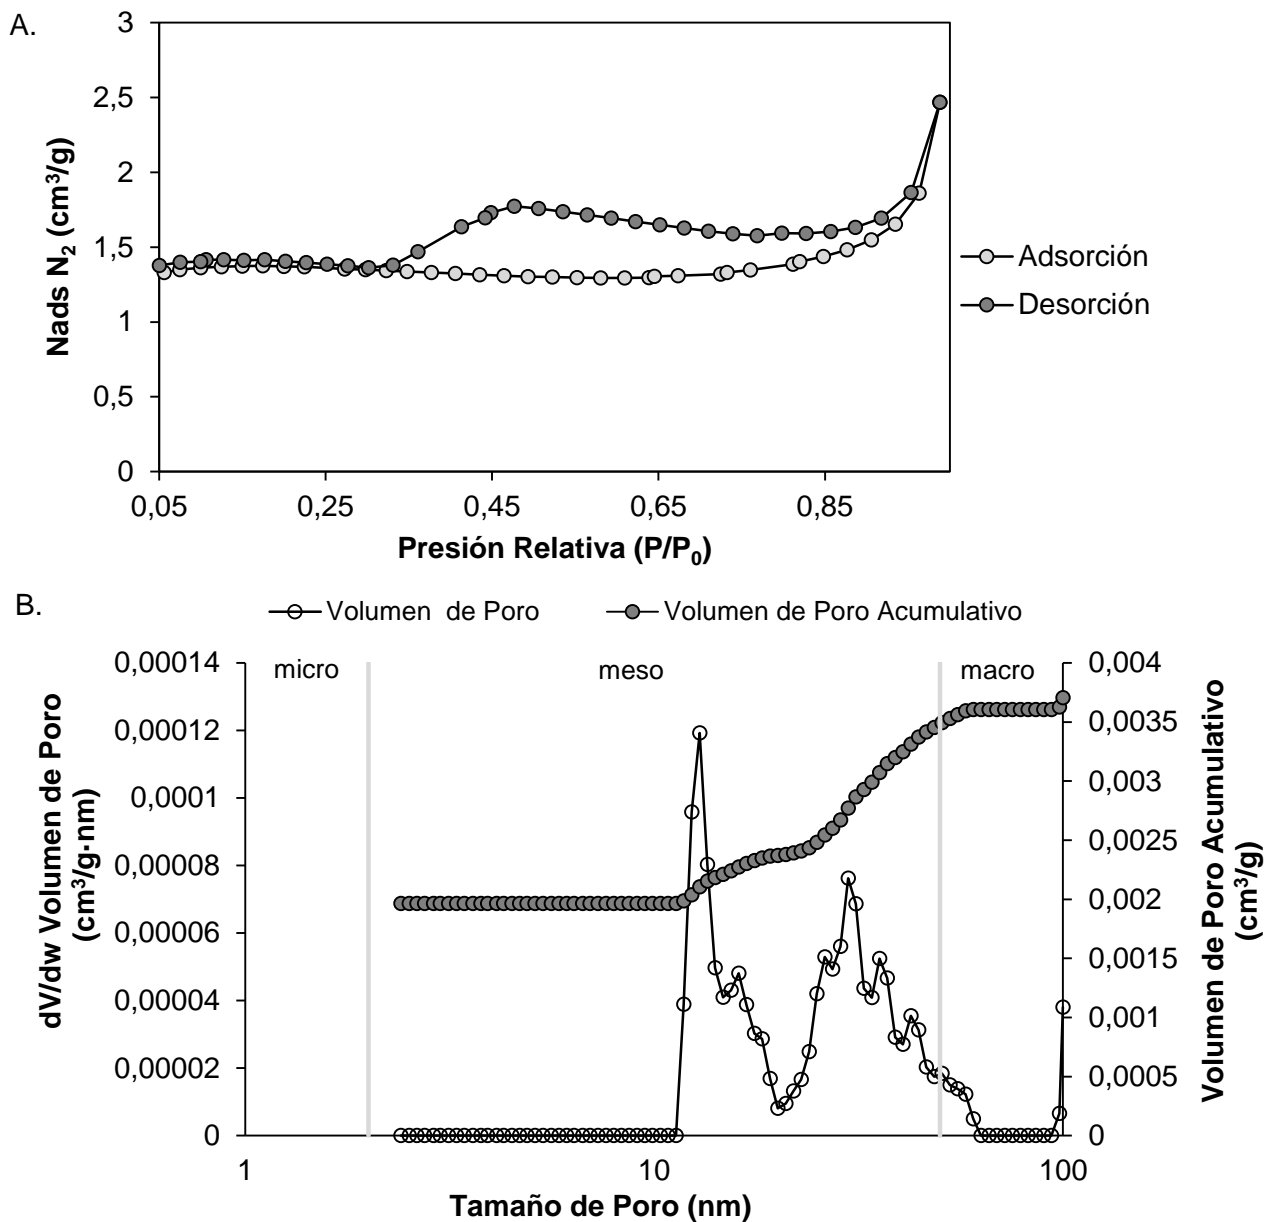 A.
3
2,5
2
1,5
1
0,5
0
Nads N₂ (cm³/g)
0,05 0,25 0,45 0,65 0,85
Presión Relativa (P/P₀)
Adsorción
Desorción
B.
Volumen de Poro Volumen de Poro Acumulativo
micro meso macro
0,00014
0,00012
0,0001
0,00008
0,00006
0,00004
0,00002
0
dV/dw Volumen de Poro
(cm³/g·nm)
0,004
0,0035
0,003
0,0025
0,002
0,0015
0,001
0,0005
0
Volumen de Poro Acumulativo
(cm³/g)
1 10 100
Tamaño de Poro (nm)